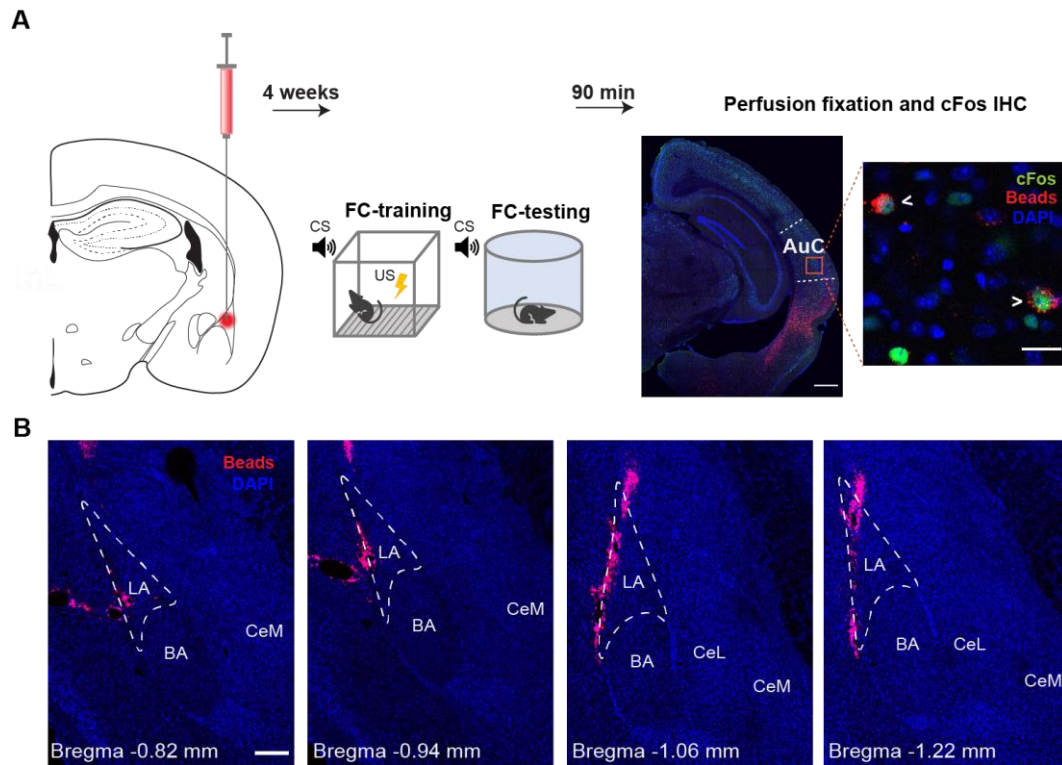 A
4 weeks
90 min
Perfusion fixation and cFos IHC
FC-training
FC-testing
CS
US
CS
AuC
cFos
Beads
DAPI
<
>
B
Beads
DAPI
LA
BA
CeM
Bregma -0.82 mm
LA
BA
CeM
Bregma -0.94 mm
LA
BA
CeL
CeM
Bregma -1.06 mm
LA
BA
CeL
CeM
Bregma -1.22 mm